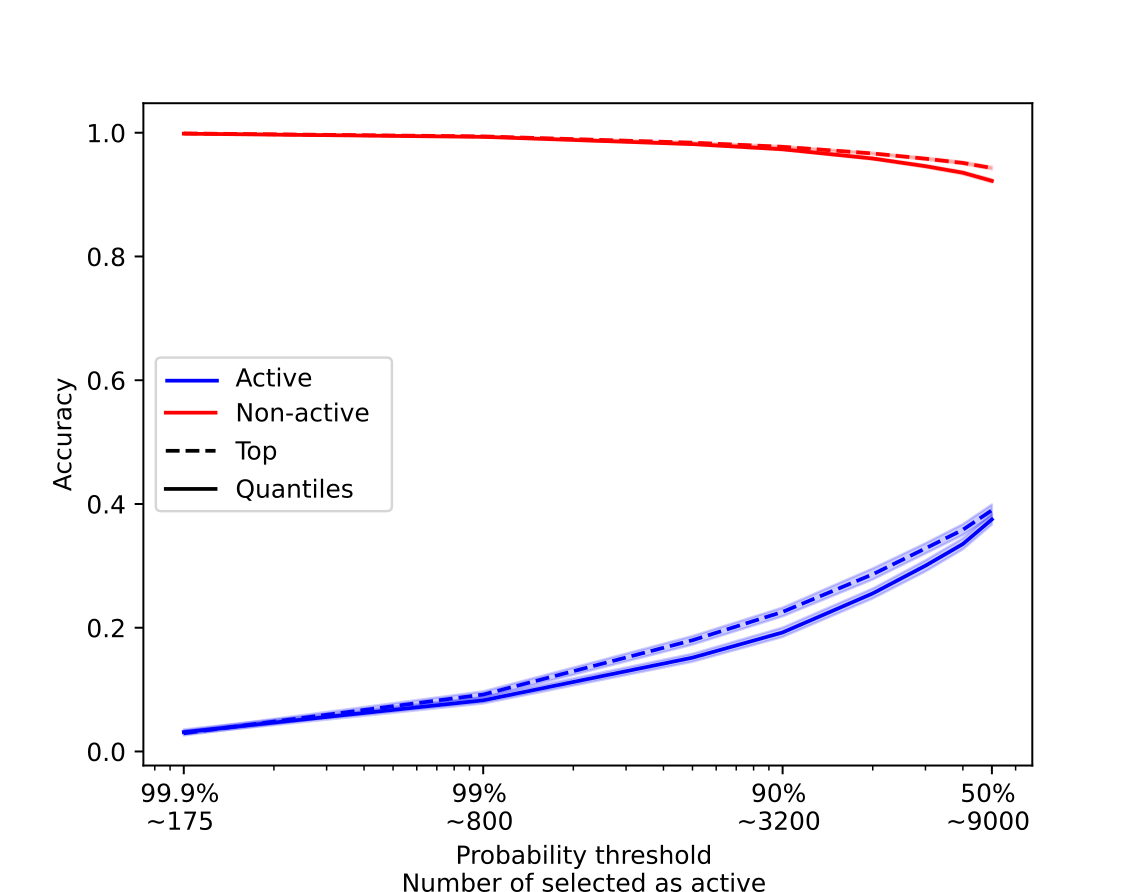 1.0
0.8
0.6
0.4
0.2
0.0
Accuracy
Active
Non-active
Top
Quantiles
99.9% 99% 90% 50%
~175 ~800 ~3200 ~9000
Probability threshold
Number of selected as active